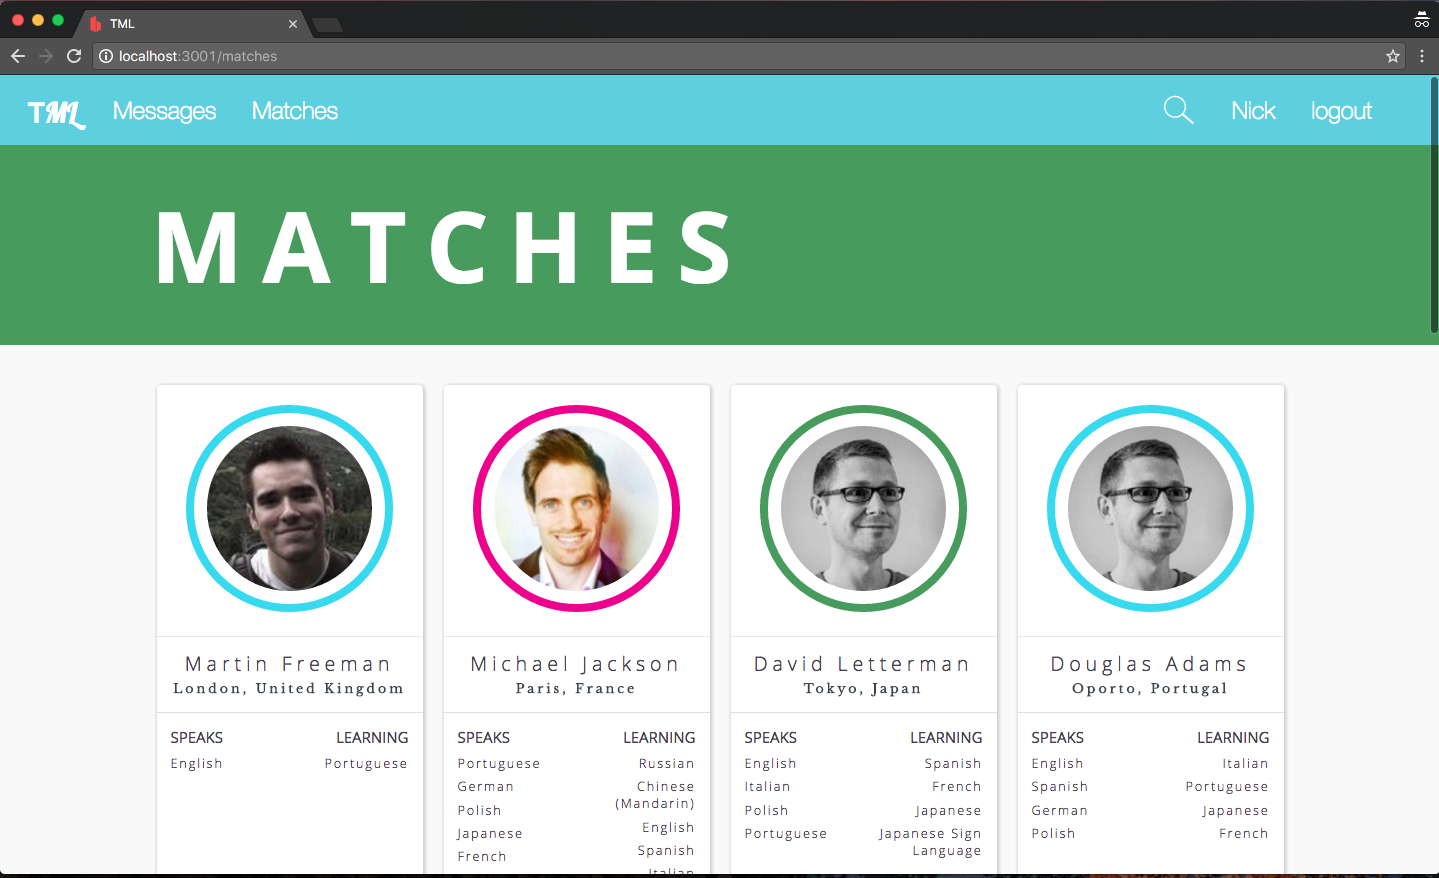 TML
localhost:3001/matches
TML Messages Matches Nick logout
MATCHES
Martin Freeman
London, United Kingdom
SPEAKS LEARNING
English Portuguese
Michael Jackson
Paris, France
SPEAKS LEARNING
Portuguese Russian
German Chinese
(Mandarin)
Polish
English
Japanese
Spanish
French
Italian
David Letterman
Tokyo, Japan
SPEAKS LEARNING
English Spanish
Italian French
Polish Japanese
Portuguese Japanese Sign
Language
Douglas Adams
Oporto, Portugal
SPEAKS LEARNING
English Italian
Spanish Portuguese
German Japanese
Polish French